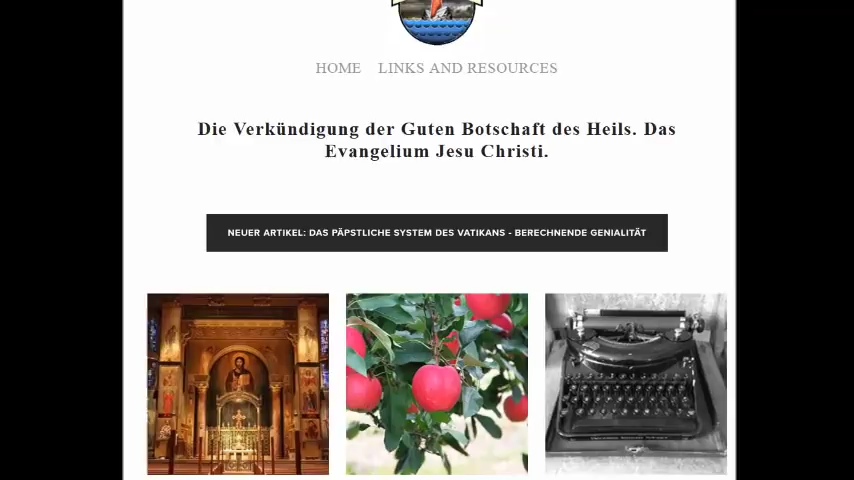 HOME LINKS AND RESOURCES
Die Verkündigung der Guten Botschaft des Heils. Das
Evangelium Jesu Christi.
NEUER ARTIKEL: DAS PÄPSTLICHE SYSTEM DES VATIKANS - BERECHNENDE GENIALITÄT